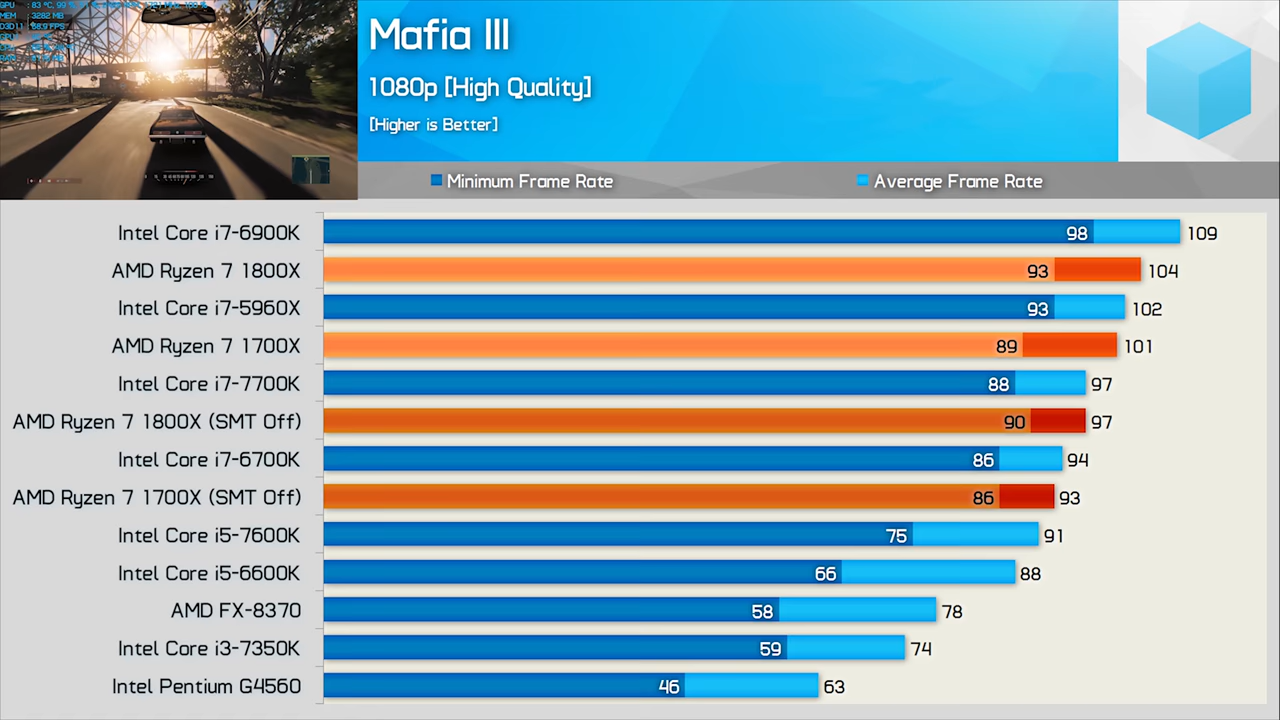 Mafia III
1080p [High Quality]
[Higher is Better]
Minimum Frame Rate Average Frame Rate
Intel Core i7-6900K 98 109
AMD Ryzen 7 1800X 93 104
Intel Core i7-5960X 93 102
AMD Ryzen 7 1700X 89 101
Intel Core i7-7700K 88 97
AMD Ryzen 7 1800X (SMT Off) 90 97
Intel Core i7-6700K 86 94
AMD Ryzen 7 1700X (SMT Off) 86 93
Intel Core i5-7600K 75 91
Intel Core i5-6600K 66 88
AMD FX-8370 58 78
Intel Core i3-7350K 59 74
Intel Pentium G4560 46 63